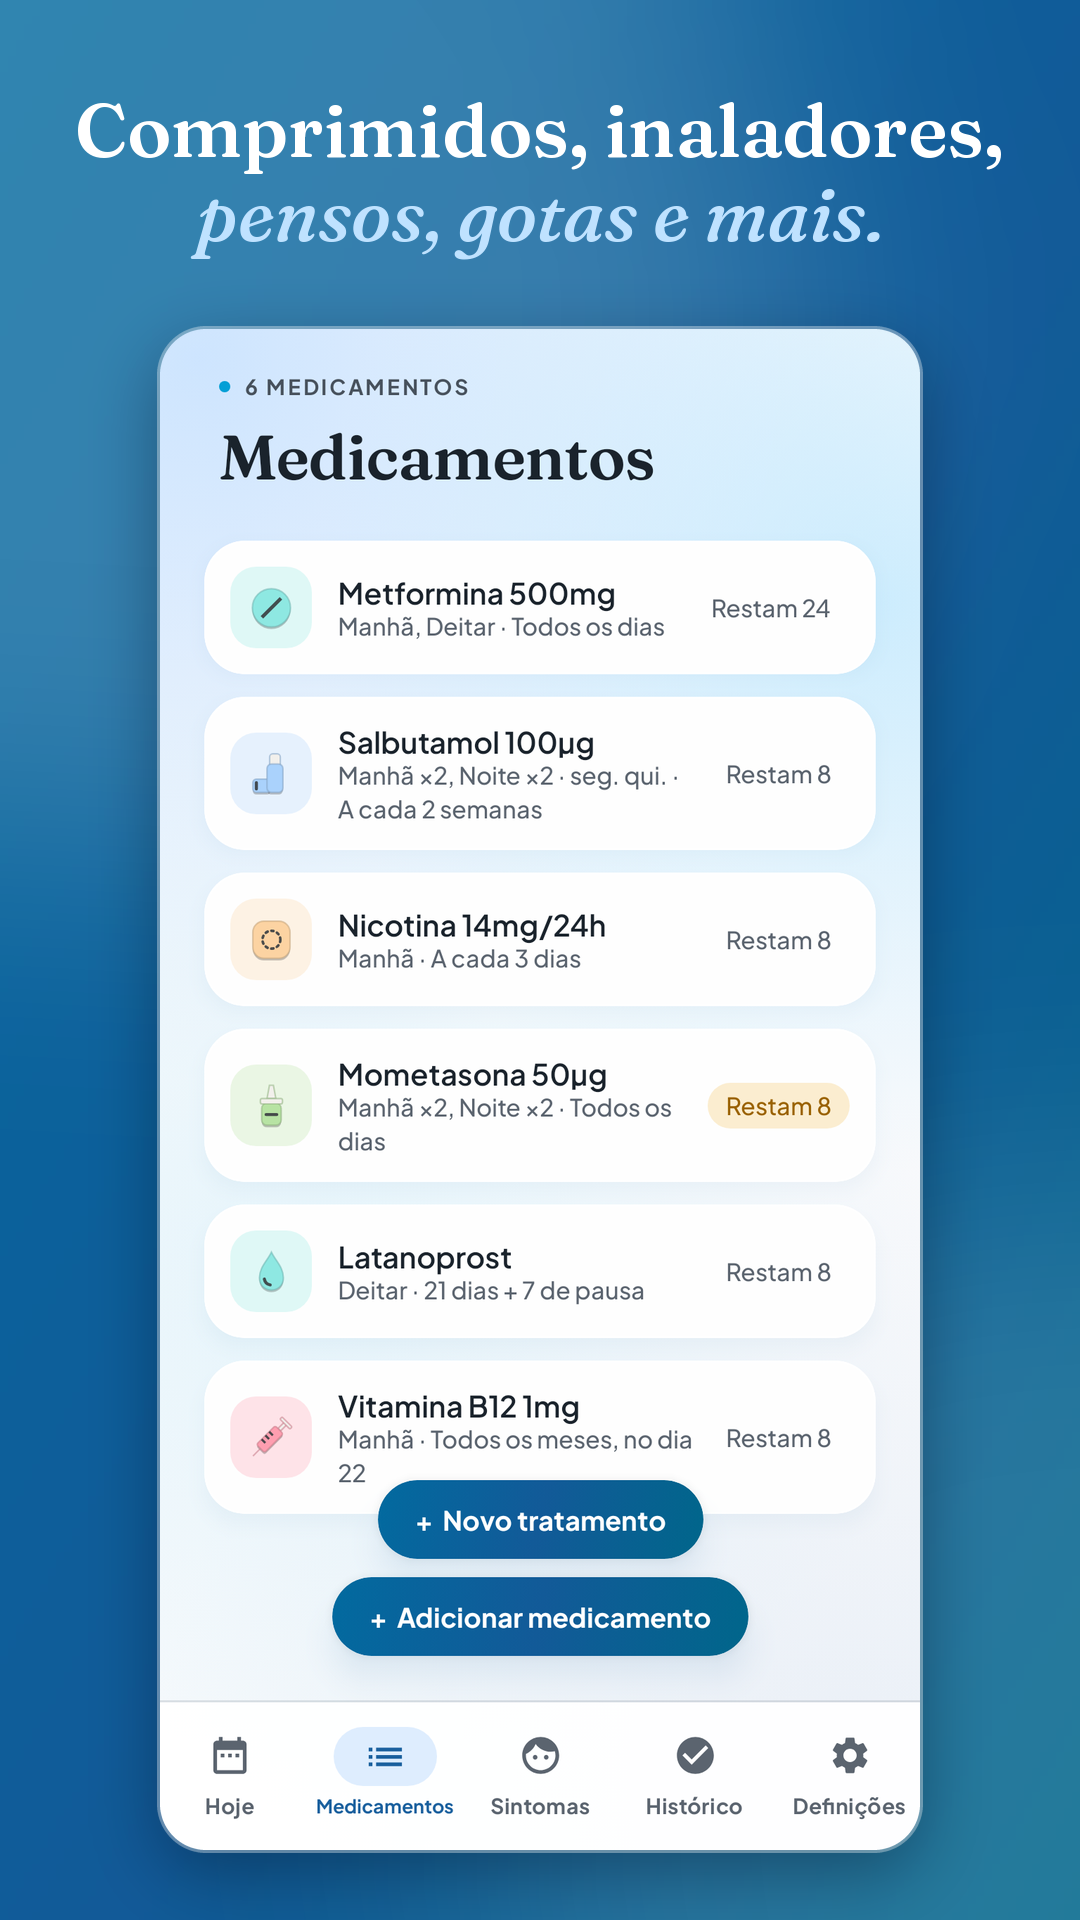 Comprimidos, inaladores,
pensos, gotas e mais.
6 MEDICAMENTOS
Medicamentos
Metformina 500mg
Manhã, Deitar · Todos os dias
Restam 24
Salbutamol 100µg
Manhã ×2, Noite ×2 · seg. qui. ·
A cada 2 semanas
Restam 8
Nicotina 14mg/24h
Manhã · A cada 3 dias
Restam 8
Mometasona 50µg
Manhã ×2, Noite ×2 · Todos os
dias
Restam 8
Latanoprost
Deitar · 21 dias + 7 de pausa
Restam 8
Vitamina B12 1mg
Manhã · Todos os meses, no dia
22
Restam 8
+ Novo tratamento
+ Adicionar medicamento
Hoje
Medicamentos
Sintomas
Histórico
Definições